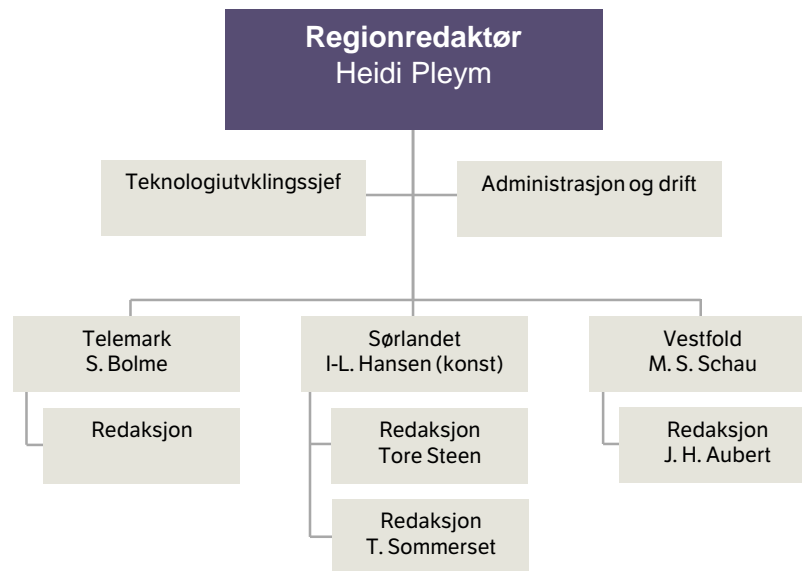 Regionredaktør
Heidi Pleym
Teknologiutvklingssjef
Administrasjon og drift
Telemark
S. Bolme
Sørlandet
I-L. Hansen (konst)
Vestfold
M. S. Schau
Redaksjon
Redaksjon
Tore Steen
Redaksjon
J. H. Aubert
Redaksjon
T. Sommerset